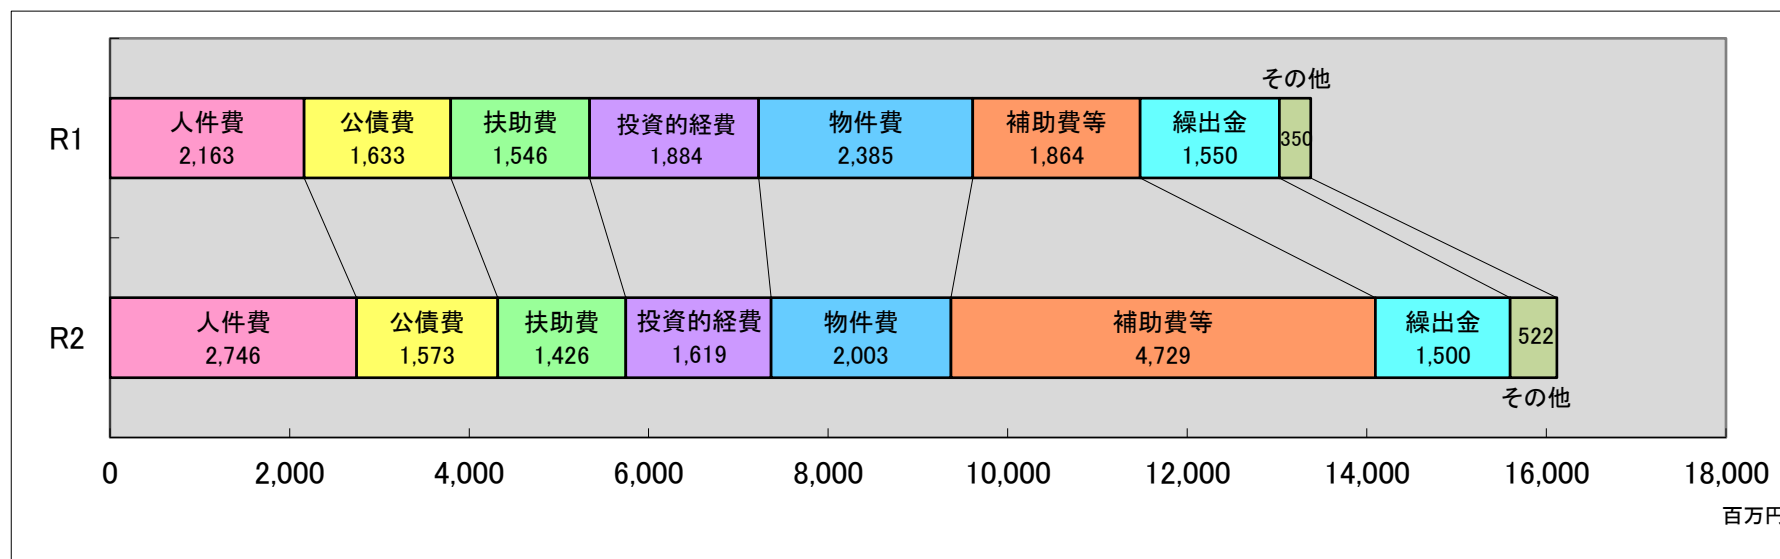 その他
R1
人件費 公債費 扶助費 投資的経費 物件費 補助費等 繰出金
2,163 1,633 1,546 1,884 2,385 1,864 1,550 350
R2
人件費 公債費 扶助費 投資的経費 物件費 補助費等 繰出金
2,746 1,573 1,426 1,619 2,003 4,729 1,500 522
その他
0 2,000 4,000 6,000 8,000 10,000 12,000 14,000 16,000 18,000
百万円